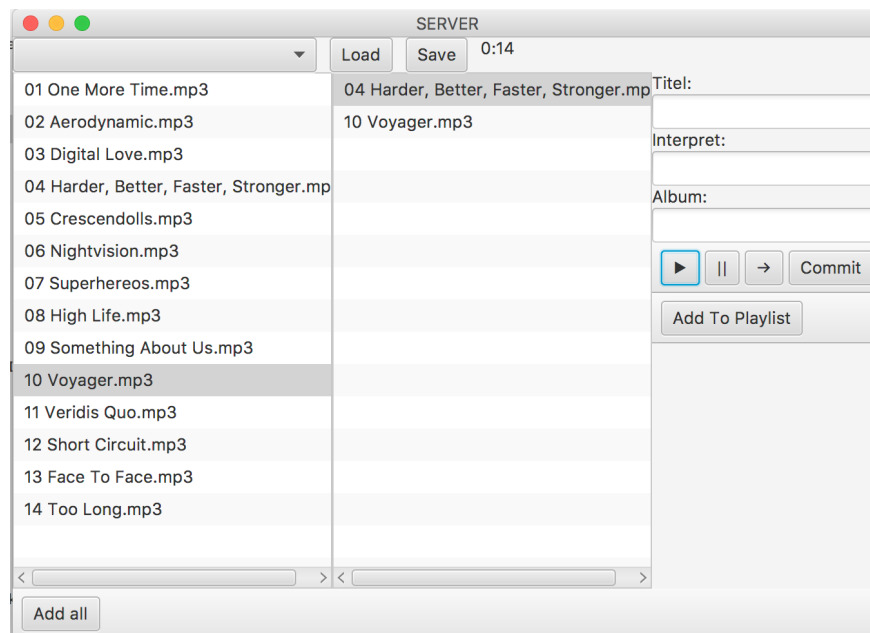 SERVER
Load
Save
0:14
01 One More Time.mp3
02 Aerodynamic.mp3
03 Digital Love.mp3
04 Harder, Better, Faster, Stronger.mp
05 Crescendolls.mp3
06 Nightvision.mp3
07 Superhereos.mp3
08 High Life.mp3
09 Something About Us.mp3
10 Voyager.mp3
11 Veridis Quo.mp3
12 Short Circuit.mp3
13 Face To Face.mp3
14 Too Long.mp3
04 Harder, Better, Faster, Stronger.mp
10 Voyager.mp3
Titel:
Interpret:
Album:
Commit
Add To Playlist
Add all